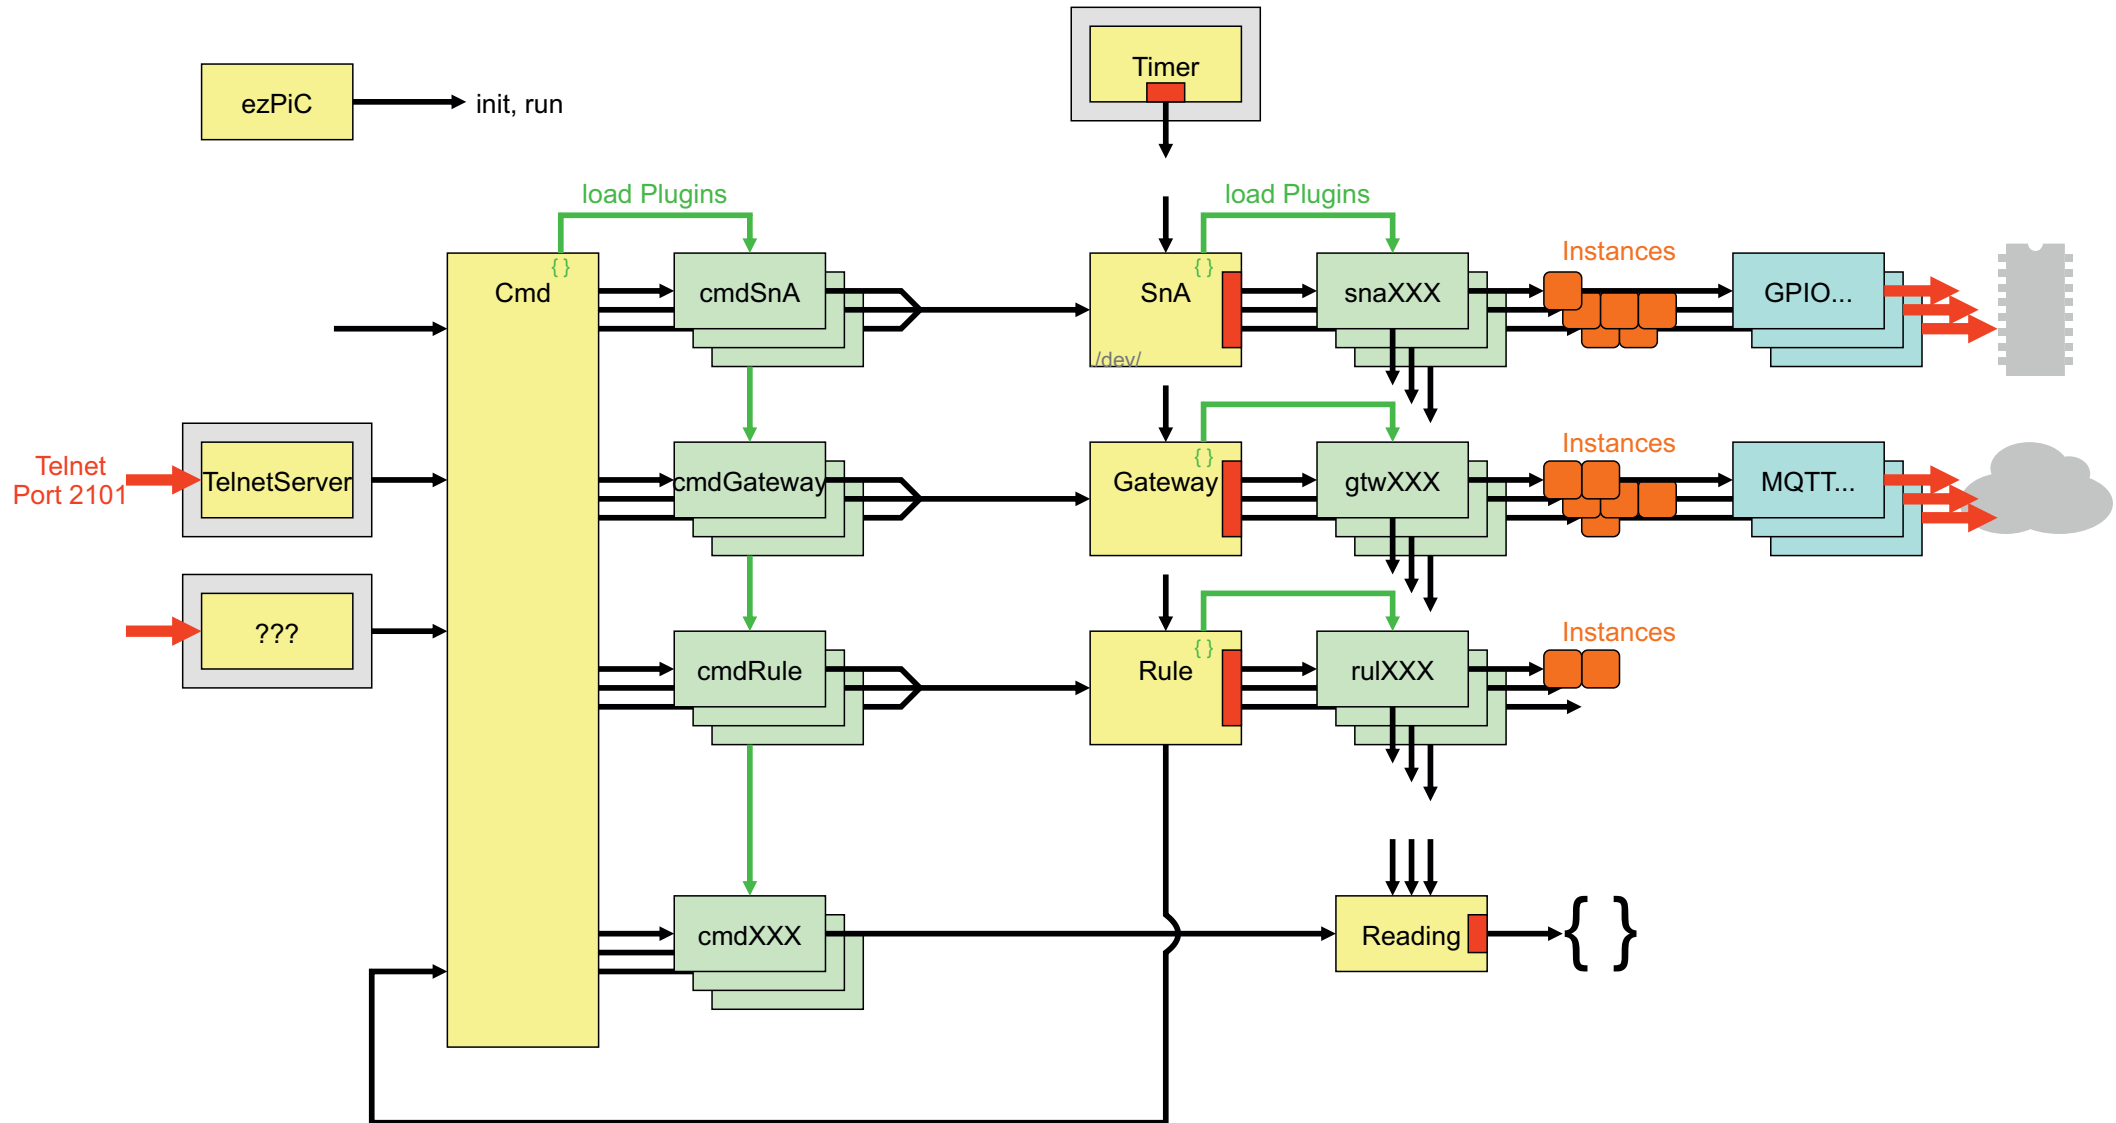 Timer
ezPiC
init, run
load Plugins
load Plugins
{ }
{ }
Instances
Cmd
cmdSnA
SnA
snaXXX
GPIO...
/dev/
Instances
{ }
Telnet
Port 2101
TelnetServer
cmdGateway
Gateway
gtwXXX
MQTT...
???
Instances
{ }
cmdRule
Rule
rulXXX
cmdXXX
Reading
{ }